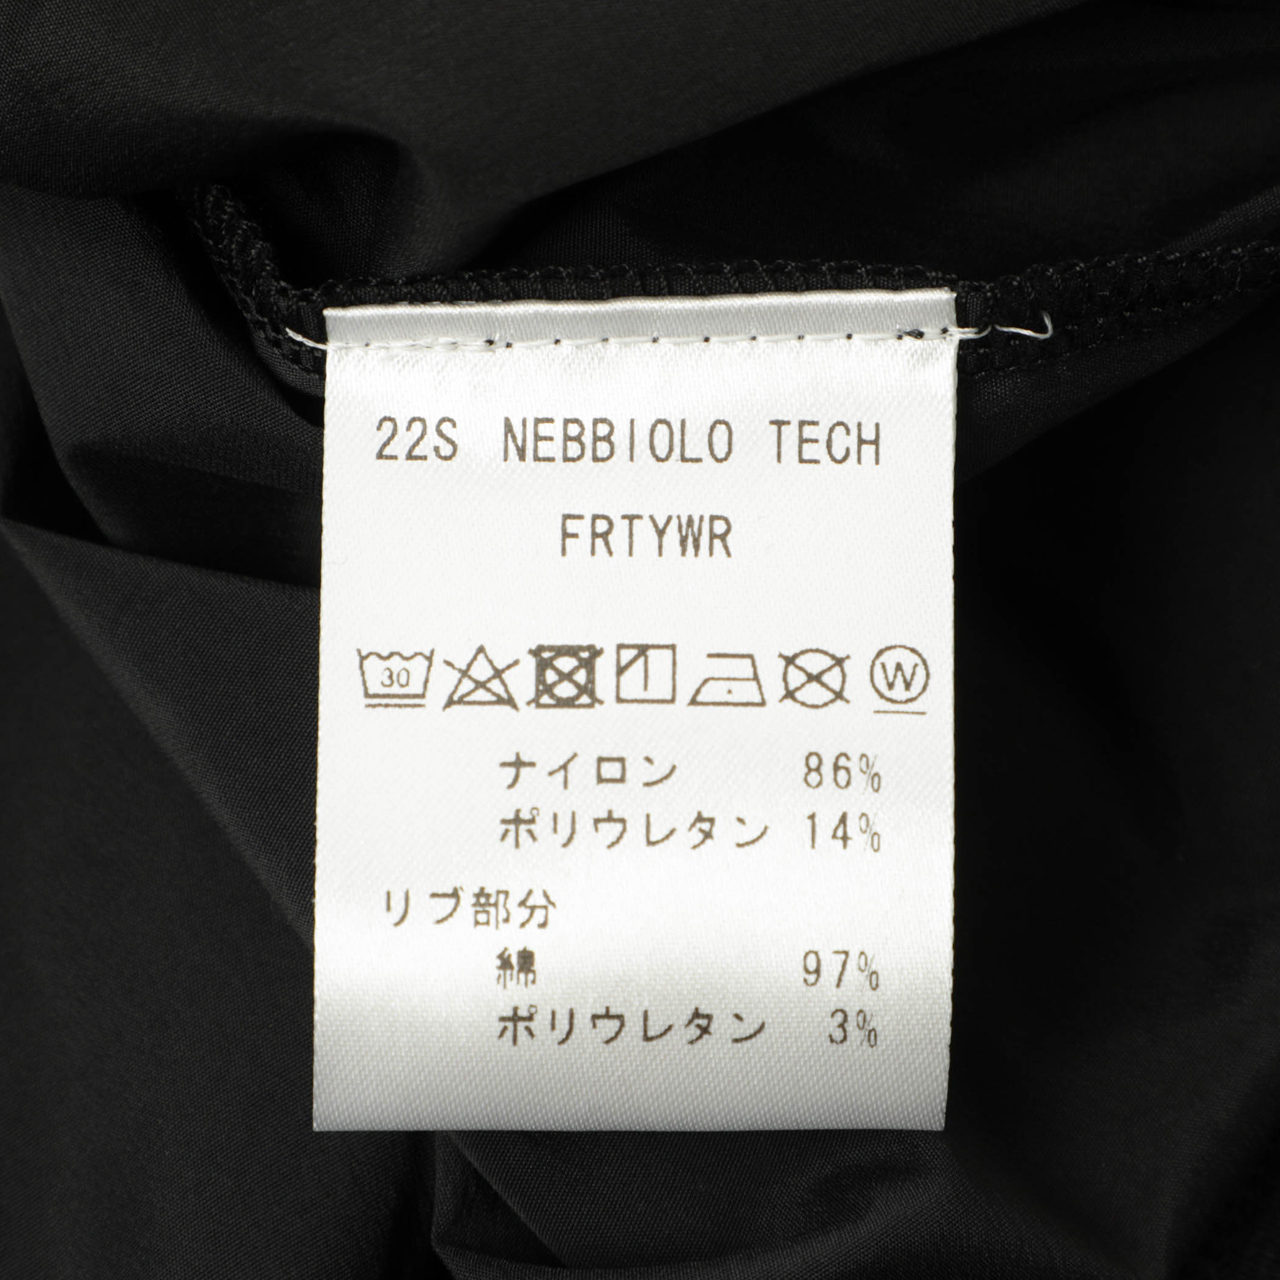 22S NEBBIOLO TECH
FRTYWR
30 W
ナイロン 86%
ポリウレタン 14%
リブ部分
綿 97%
ポリウレタン 3%